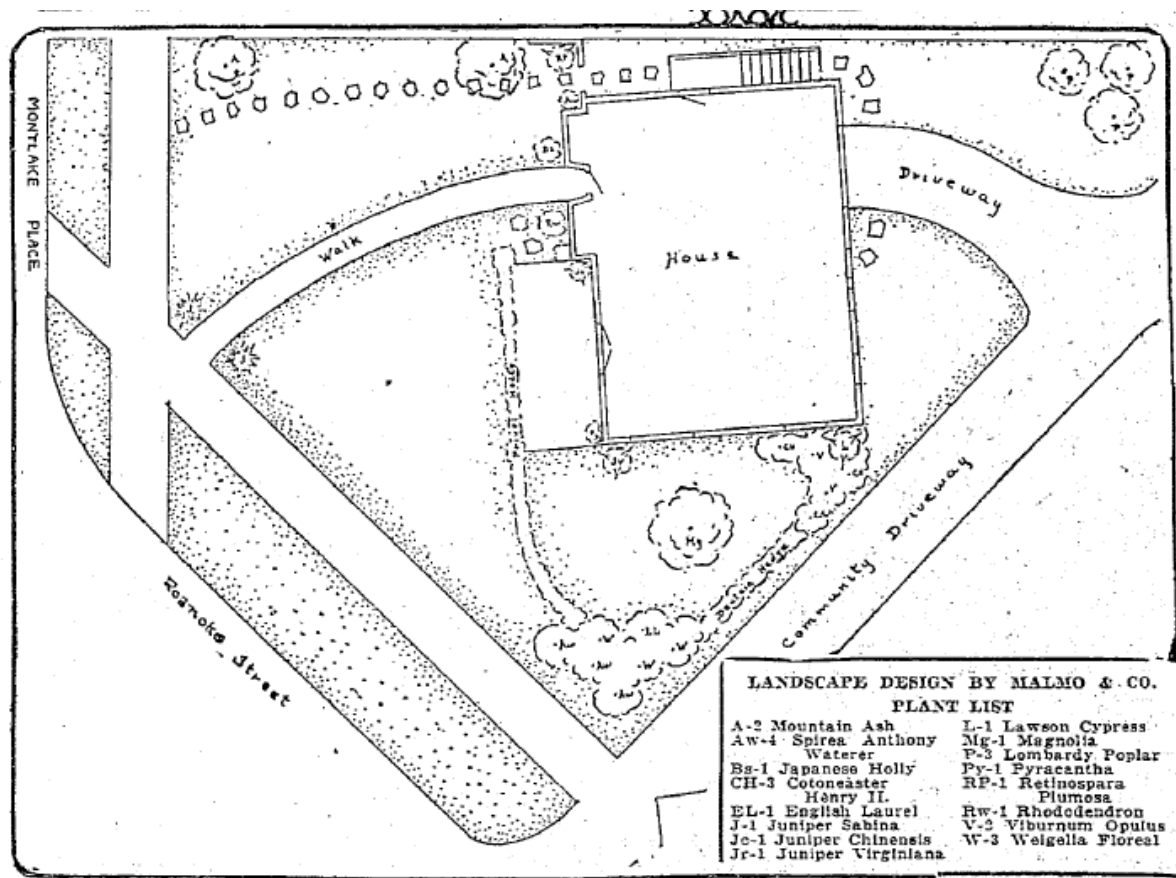 MONTLAKE PLACE
Walk
House
Driveway
Mg
Community Driveway
Roanoke Street
LANDSCAPE DESIGN BY MALMO & CO.
PLANT LIST
A-2 Mountain Ash
Aw-4 Spirea Anthony
Waterer
Bs-1 Japanese Holly
CH-3 Cotoneaster
Henry II.
EL-1 English Laurel
J-1 Juniper Sabina
Jc-1 Juniper Chinensis
Jr-1 Juniper Virginiana
L-1 Lawson Cypress
Mg-1 Magnolia
P-3 Lombardy Poplar
Py-1 Pyracantha
RP-1 Retinospara
Plumosa
Rw-1 Rhododendron
V-2 Viburnum Opulus
W-3 Weigelia Floreal